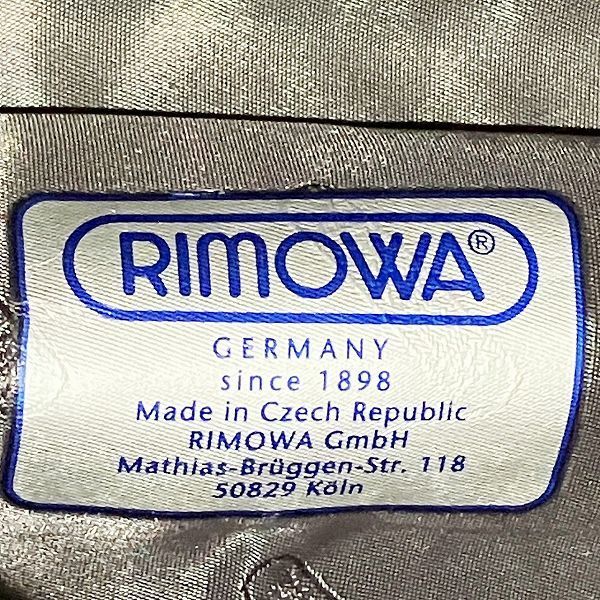 RIMOWA®
GERMANY
since 1898
Made in Czech Republic
RIMOWA GmbH
Mathias-Brüggen-Str. 118
50829 Köln